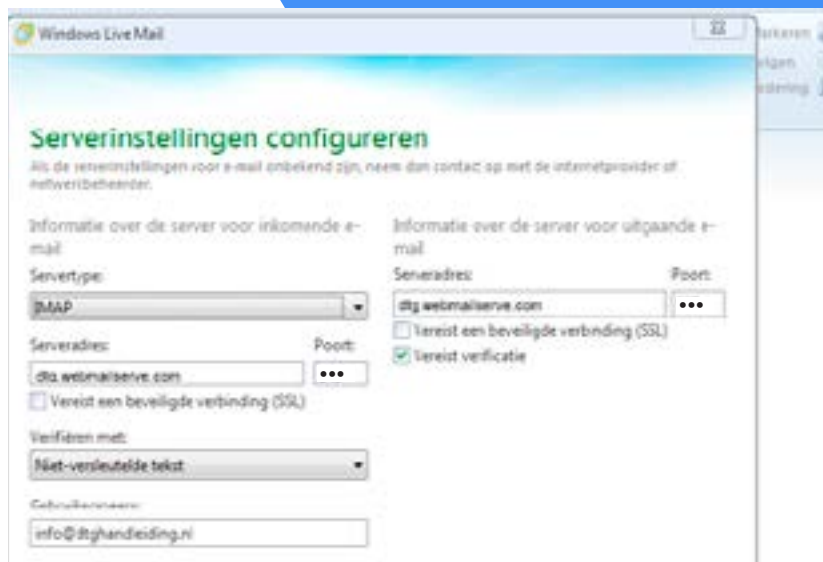 Windows Live Mail
Serverinstellingen configureren
Als de serverinstellingen voor e-mail onbekend zijn, neem dan contact op met de internetprovider of
netwerkbeheerder.
Informatie over de server voor inkomende e-
mail
Servertype:
IMAP
Serveradres: Poort:
dtg.webmailserve.com •••
Vereist een beveiligde verbinding (SSL)
Verifiëren met:
Niet-versleutelde tekst
Gebruikersnaam:
info@dtghandleiding.nl
Informatie over de server voor uitgaande e-
mail
Serveradres: Poort:
dtg.webmailserve.com •••
Vereist een beveiligde verbinding (SSL)
Vereist verificatie